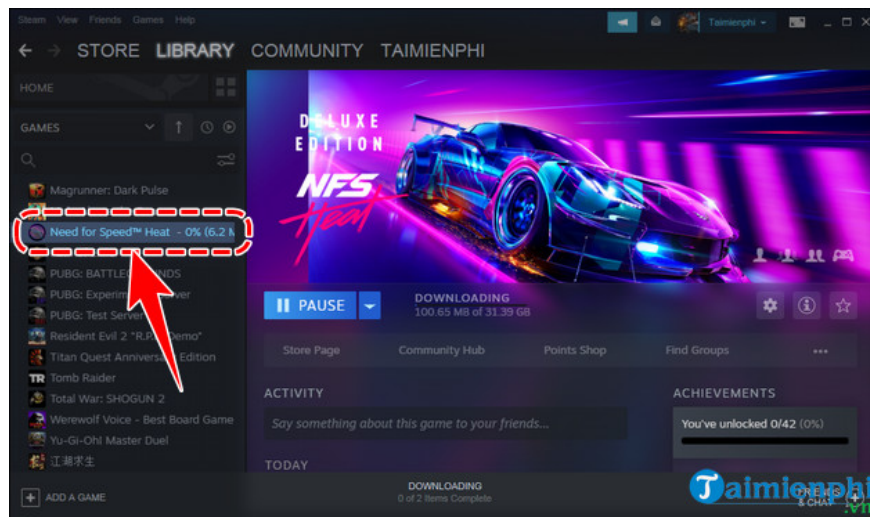 Steam View Friends Games Help
Taimienphi
STORE LIBRARY COMMUNITY TAIMIENPHI
HOME
GAMES
DELUXE
EDITION
NFS
Heat
Magrunner: Dark Pulse
Need for Speed™ Heat - 0% (6.2 M
PUBG:
PUBG:
PUBG: Test Server
Resident Evil 2 "R.P.D. Demo"
Titan Quest Anniversary Edition
TR Tomb Raider
Total War: SHOGUN 2
Werewolf Voice - Best Board Game
Yu-Gi-Oh! Master Duel
江湖求生
PAUSE
DOWNLOADING
100.65 MB of 31.39 GB
Store Page Community Hub Points Shop Find Groups
ACTIVITY
Say something about this game to your friends...
TODAY
ACHIEVEMENTS
You've unlocked 0/42 (0%)
ADD A GAME
DOWNLOADING
0 of 2 Items Complete
& CHAT
Taimienphi